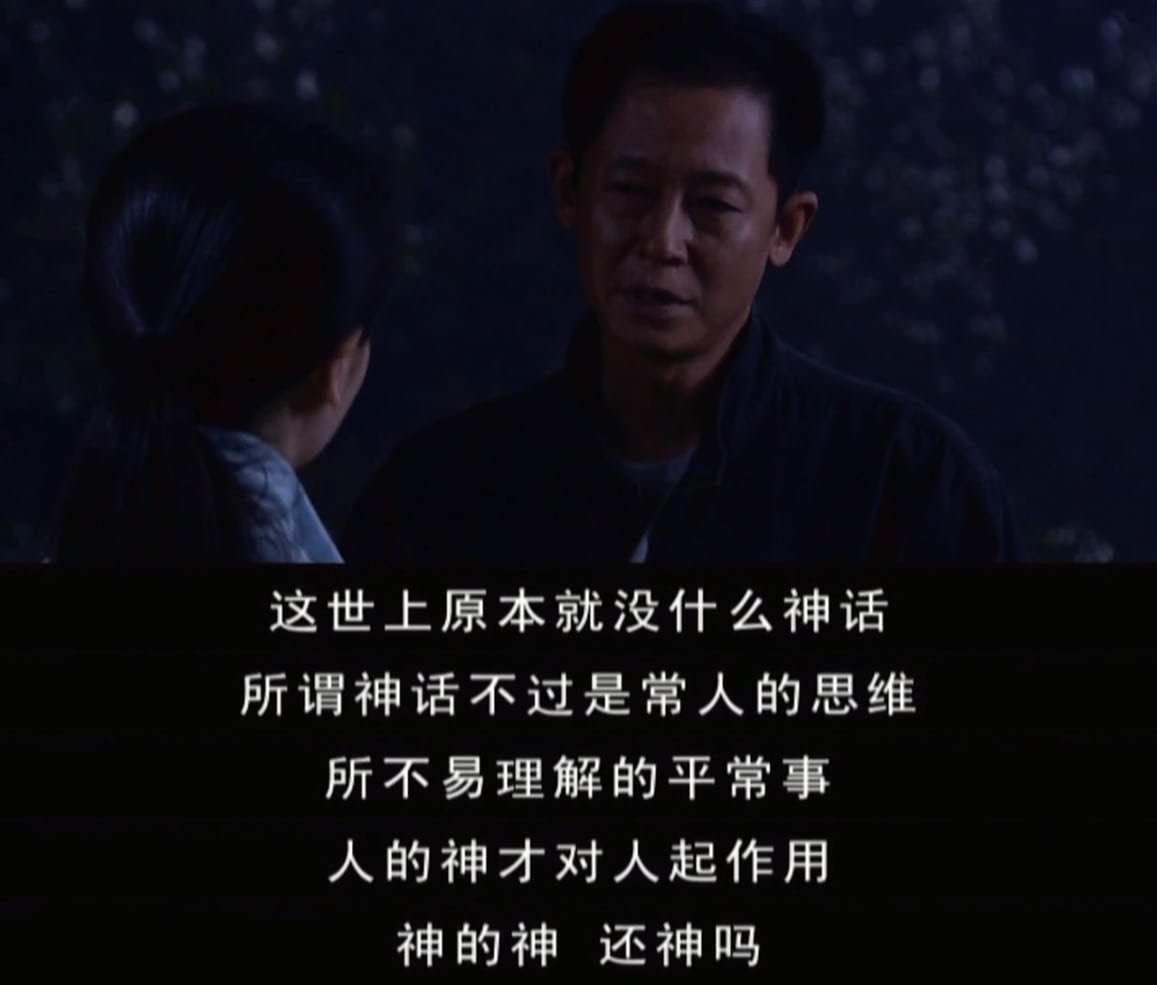 这世上原本就没什么神话
所谓神话不过是常人的思维
所不易理解的平常事
人的神才对人起作用
神的神 还神吗